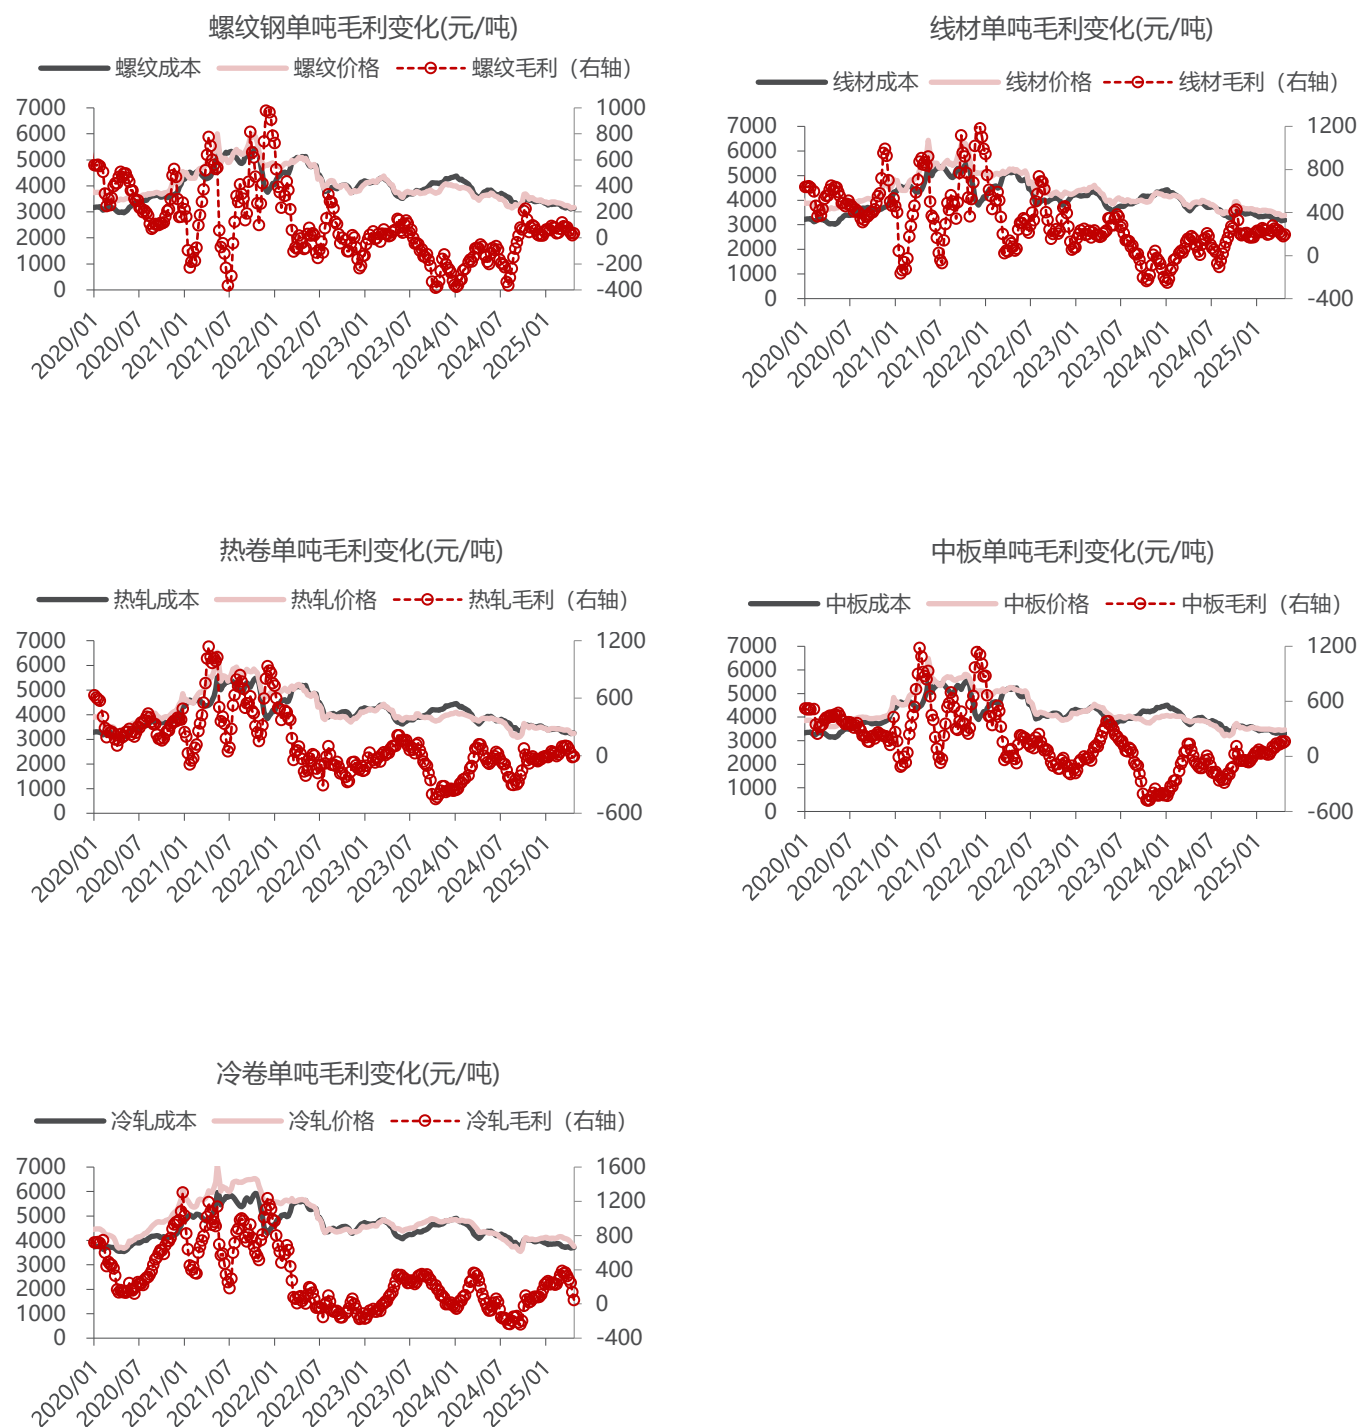 螺纹钢单吨毛利变化(元/吨)
螺纹成本 螺纹价格 螺纹毛利（右轴）
7000 1000
6000 800
5000 600
4000 400
3000 200
2000 0
1000 -200
0 -400
2020/01 2020/07 2021/01 2021/07 2022/01 2022/07 2023/01 2023/07 2024/01 2024/07 2025/01
线材单吨毛利变化(元/吨)
线材成本 线材价格 线材毛利（右轴）
7000 1200
6000
5000 800
4000
3000 400
2000 0
1000
0 -400
2020/01 2020/07 2021/01 2021/07 2022/01 2022/07 2023/01 2023/07 2024/01 2024/07 2025/01
热卷单吨毛利变化(元/吨)
热轧成本 热轧价格 热轧毛利（右轴）
7000 1200
6000
5000 600
4000
3000
2000 0
1000
0 -600
2020/01 2020/07 2021/01 2021/07 2022/01 2022/07 2023/01 2023/07 2024/01 2024/07 2025/01
中板单吨毛利变化(元/吨)
中板成本 中板价格 中板毛利（右轴）
7000 1200
6000
5000 600
4000
3000
2000 0
1000
0 -600
2020/01 2020/07 2021/01 2021/07 2022/01 2022/07 2023/01 2023/07 2024/01 2024/07 2025/01
冷卷单吨毛利变化(元/吨)
冷轧成本 冷轧价格 冷轧毛利（右轴）
7000 1600
6000 1200
5000 800
4000
3000 400
2000 0
1000
0 -400
2020/01 2020/07 2021/01 2021/07 2022/01 2022/07 2023/01 2023/07 2024/01 2024/07 2025/01